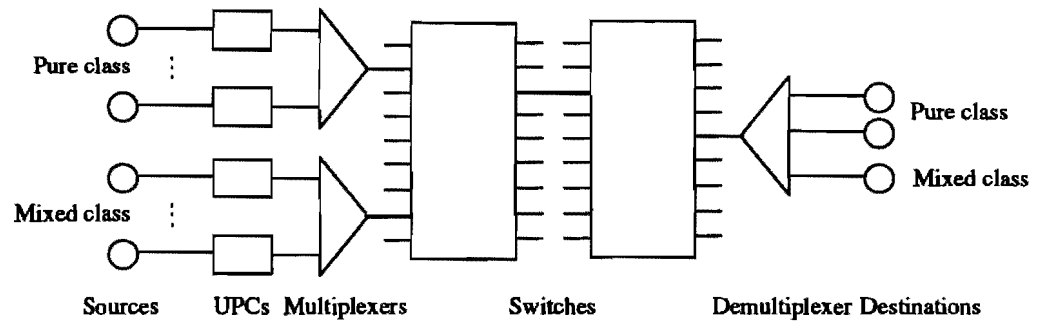 Pure class
Pure class
Mixed class
Mixed class
Sources UPCs Multiplexers Switches Demultiplexer Destinations